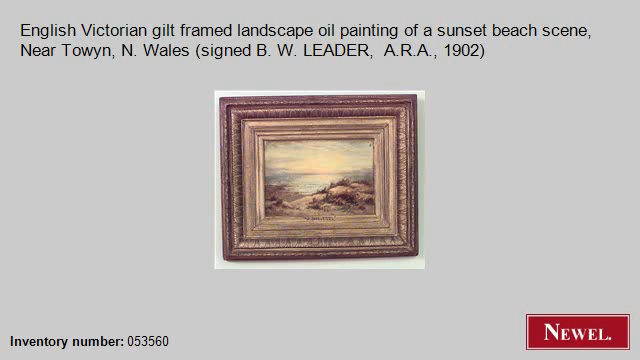 English Victorian gilt framed landscape oil painting of a sunset beach scene,
Near Towyn, N. Wales (signed B. W. LEADER,  A.R.A., 1902)
Inventory number: 053560
NEWEL.